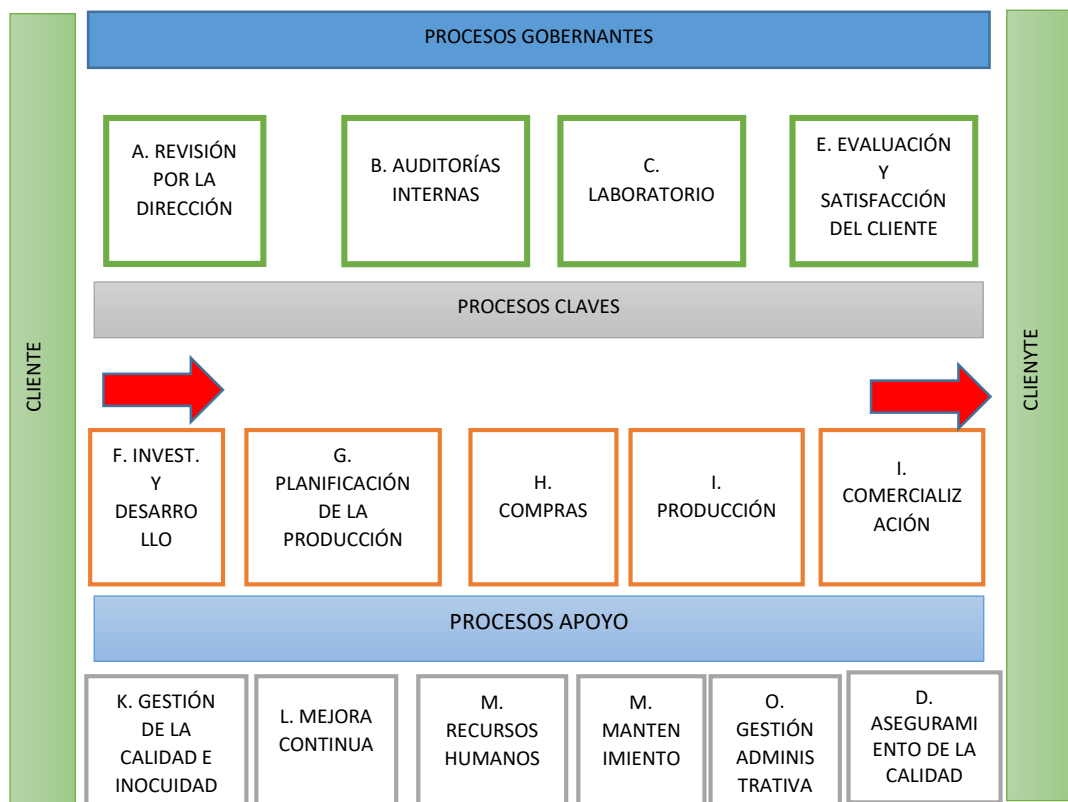 CLIENTE
PROCESOS GOBERNANTES
A. REVISIÓN
POR LA
DIRECCIÓN
B. AUDITORÍAS
INTERNAS
C.
LABORATORIO
E. EVALUACIÓN
Y
SATISFACCIÓN
DEL CLIENTE
PROCESOS CLAVES
F. INVEST.
Y
DESARRO
LLO
G.
PLANIFICACIÓN
DE LA
PRODUCCIÓN
H.
COMPRAS
I.
PRODUCCIÓN
I.
COMERCIALIZ
ACIÓN
PROCESOS APOYO
K. GESTIÓN
DE LA
CALIDAD E
INOCUIDAD
L. MEJORA
CONTINUA
M.
RECURSOS
HUMANOS
M.
MANTEN
IMIENTO
O.
GESTIÓN
ADMINIS
TRATIVA
D.
ASEGURAMI
ENTO DE LA
CALIDAD
CLIENYTE